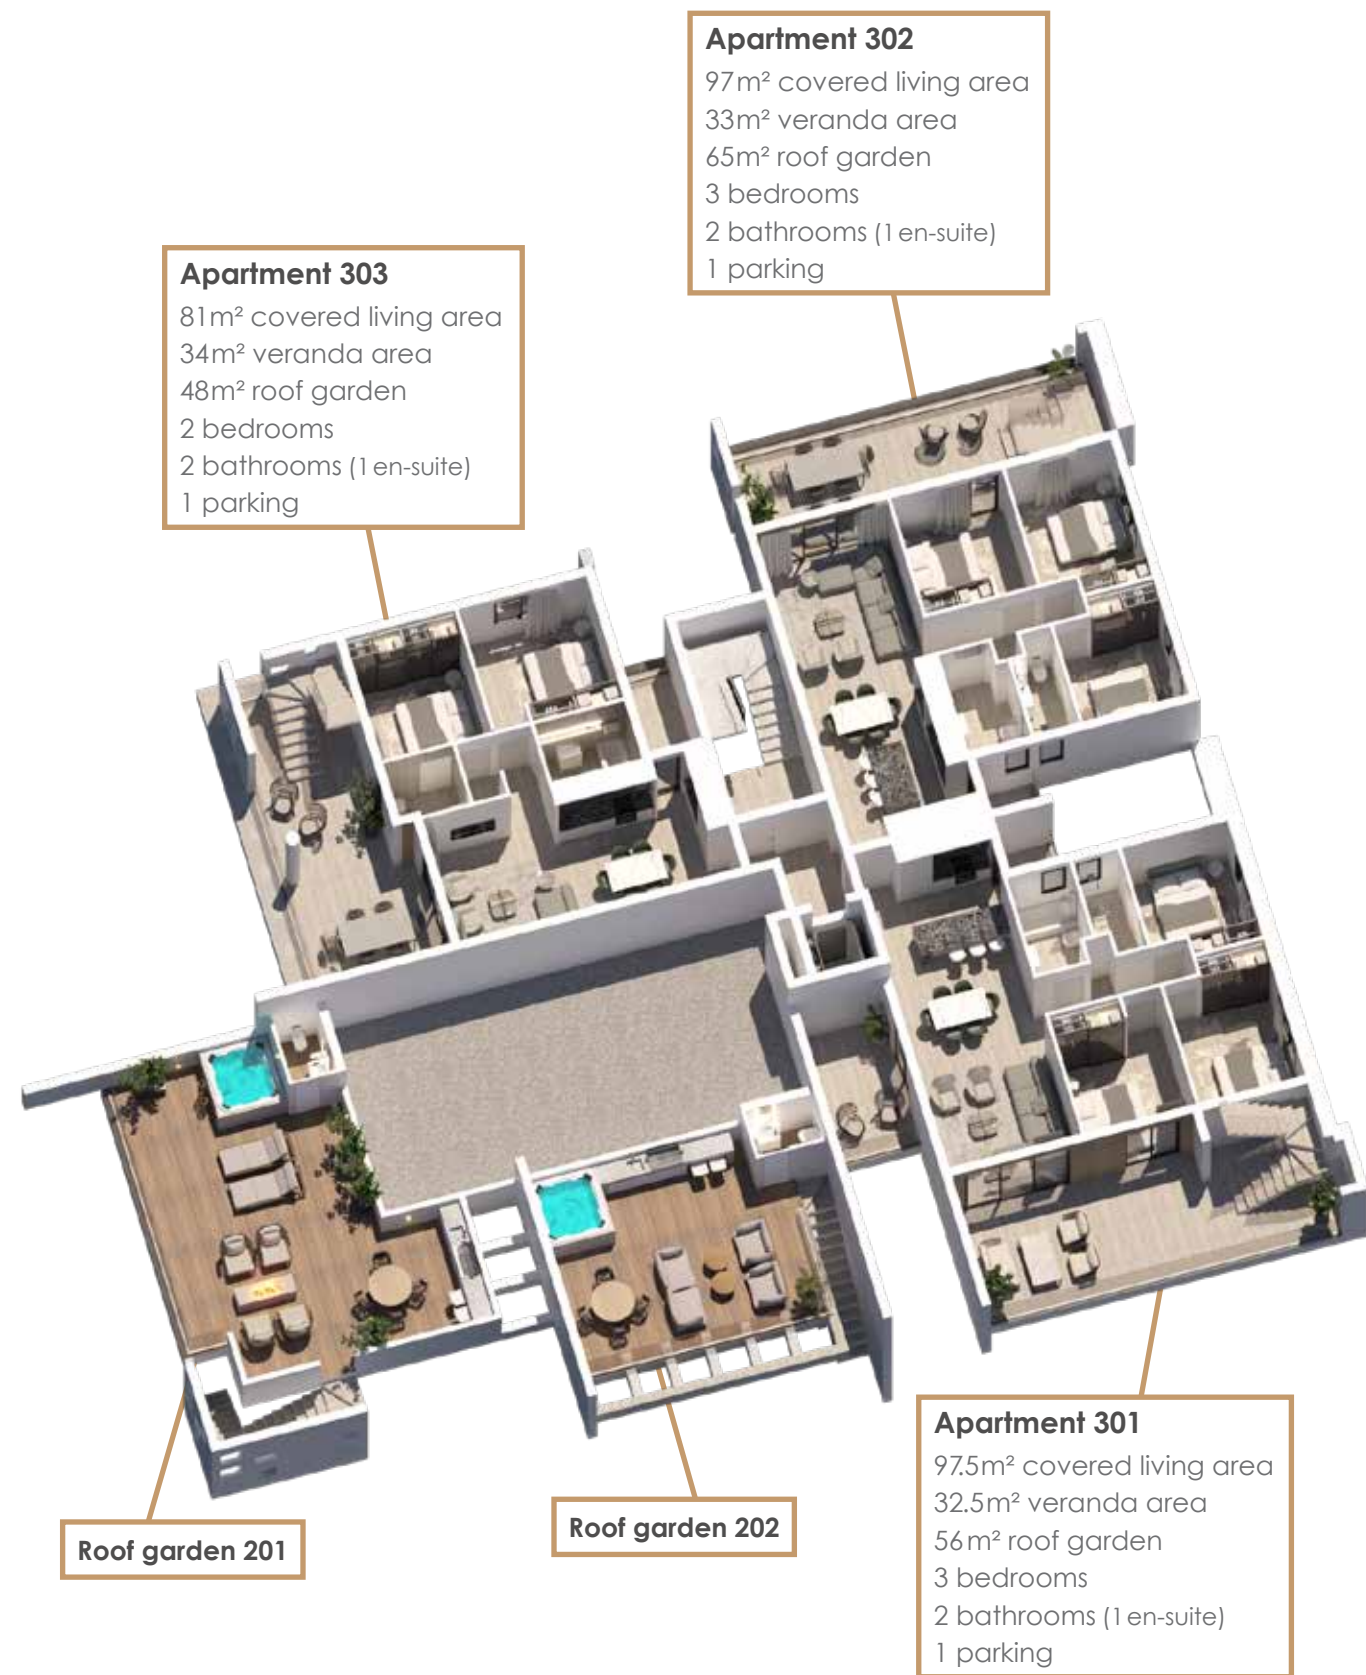 Apartment 302
97m² covered living area
33m² veranda area
65m² roof garden
3 bedrooms
2 bathrooms (1 en-suite)
1 parking
Apartment 303
81m² covered living area
34m² veranda area
48m² roof garden
2 bedrooms
2 bathrooms (1 en-suite)
1 parking
Roof garden 201
Roof garden 202
Apartment 301
97.5m² covered living area
32.5m² veranda area
56m² roof garden
3 bedrooms
2 bathrooms (1 en-suite)
1 parking